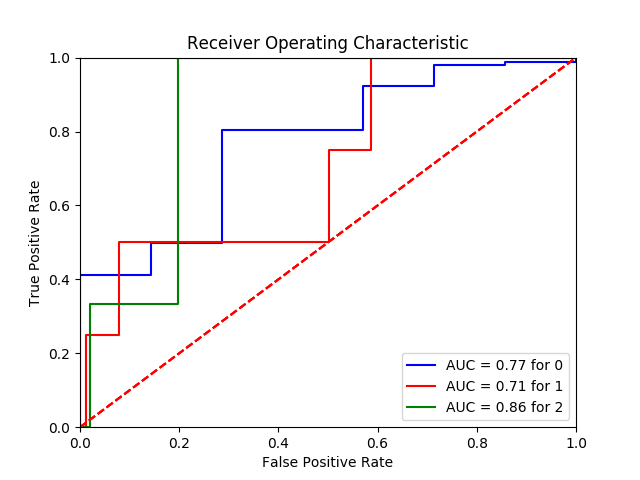 Receiver Operating Characteristic
1.0
0.8
0.6
0.4
0.2
0.0
True Positive Rate
AUC = 0.77 for 0
AUC = 0.71 for 1
AUC = 0.86 for 2
0.0 0.2 0.4 0.6 0.8 1.0
False Positive Rate